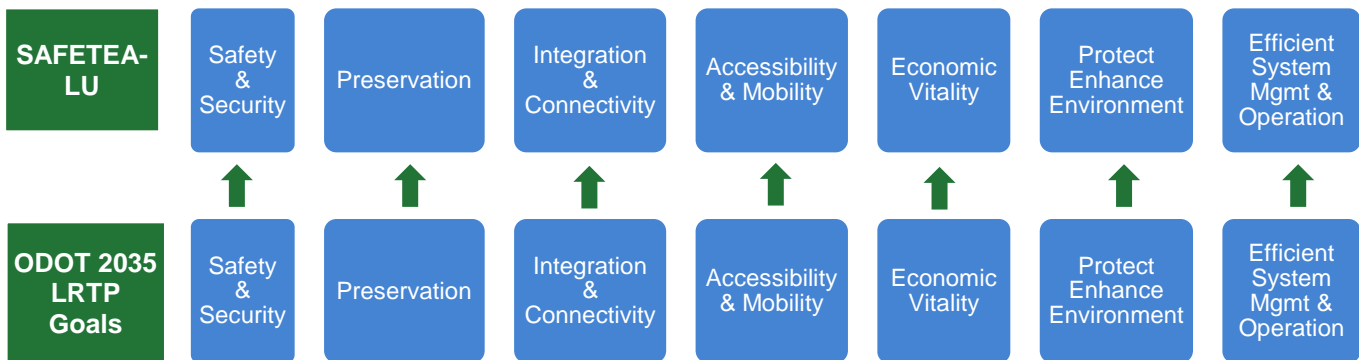 SAFETEA-
LU
Safety
&
Security
Preservation
Integration
&
Connectivity
Accessibility
& Mobility
Economic
Vitality
Protect
Enhance
Environment
Efficient
System
Mgmt &
Operation
ODOT 2035
LRTP
Goals
Safety
&
Security
Preservation
Integration
&
Connectivity
Accessibility
& Mobility
Economic
Vitality
Protect
Enhance
Environment
Efficient
System
Mgmt &
Operation